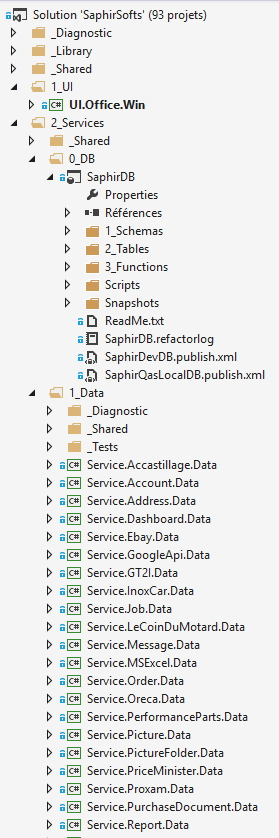 Solution 'SaphirSofts' (93 projets)
_Diagnostic
_Library
_Shared
1_UI
C# UI.Office.Win
2_Services
_Shared
0_DB
SaphirDB
Properties
Références
1_Schemas
2_Tables
3_Functions
Scripts
Snapshots
ReadMe.txt
SaphirDB.refactorlog
SaphirDevDB.publish.xml
SaphirQasLocalDB.publish.xml
1_Data
_Diagnostic
_Shared
_Tests
C# Service.Accastillage.Data
C# Service.Account.Data
C# Service.Address.Data
C# Service.Dashboard.Data
C# Service.Ebay.Data
C# Service.GoogleApi.Data
C# Service.GT2I.Data
C# Service.InoxCar.Data
C# Service.Job.Data
C# Service.LeCoinDuMotard.Data
C# Service.Message.Data
C# Service.MSExcel.Data
C# Service.Order.Data
C# Service.Oreca.Data
C# Service.PerformanceParts.Data
C# Service.Picture.Data
C# Service.PictureFolder.Data
C# Service.PriceMinister.Data
C# Service.Proxam.Data
C# Service.PurchaseDocument.Data
C# Service.Report.Data